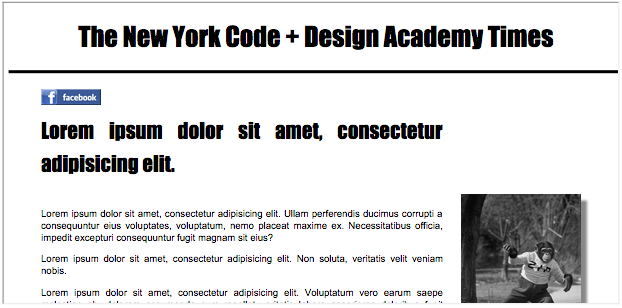 The New York Code + Design Academy Times
facebook
Lorem ipsum dolor sit amet, consectetur
adipisicing elit.
Lorem ipsum dolor sit amet, consectetur adipisicing elit. Ullam perferendis ducimus corrupti a
consequuntur eius voluptates, voluptatum, nemo placeat maxime ex. Necessitatibus officia,
impedit excepturi consequuntur fugit magnam sit eius?
Lorem ipsum dolor sit amet, consectetur adipisicing elit. Non soluta, veritatis velit veniam
nobis.
Lorem ipsum dolor sit amet, consectetur adipisicing elit. Voluptatum vero earum saepe